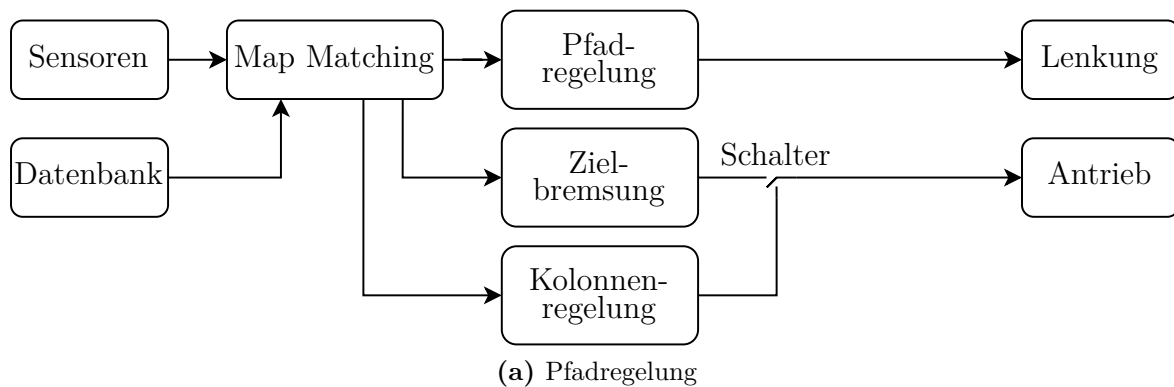 Sensoren
Map Matching
Pfad-
regelung
Lenkung
Datenbank
Ziel-
bremsung
Schalter
Antrieb
Kolonnen-
regelung
(a) Pfadregelung